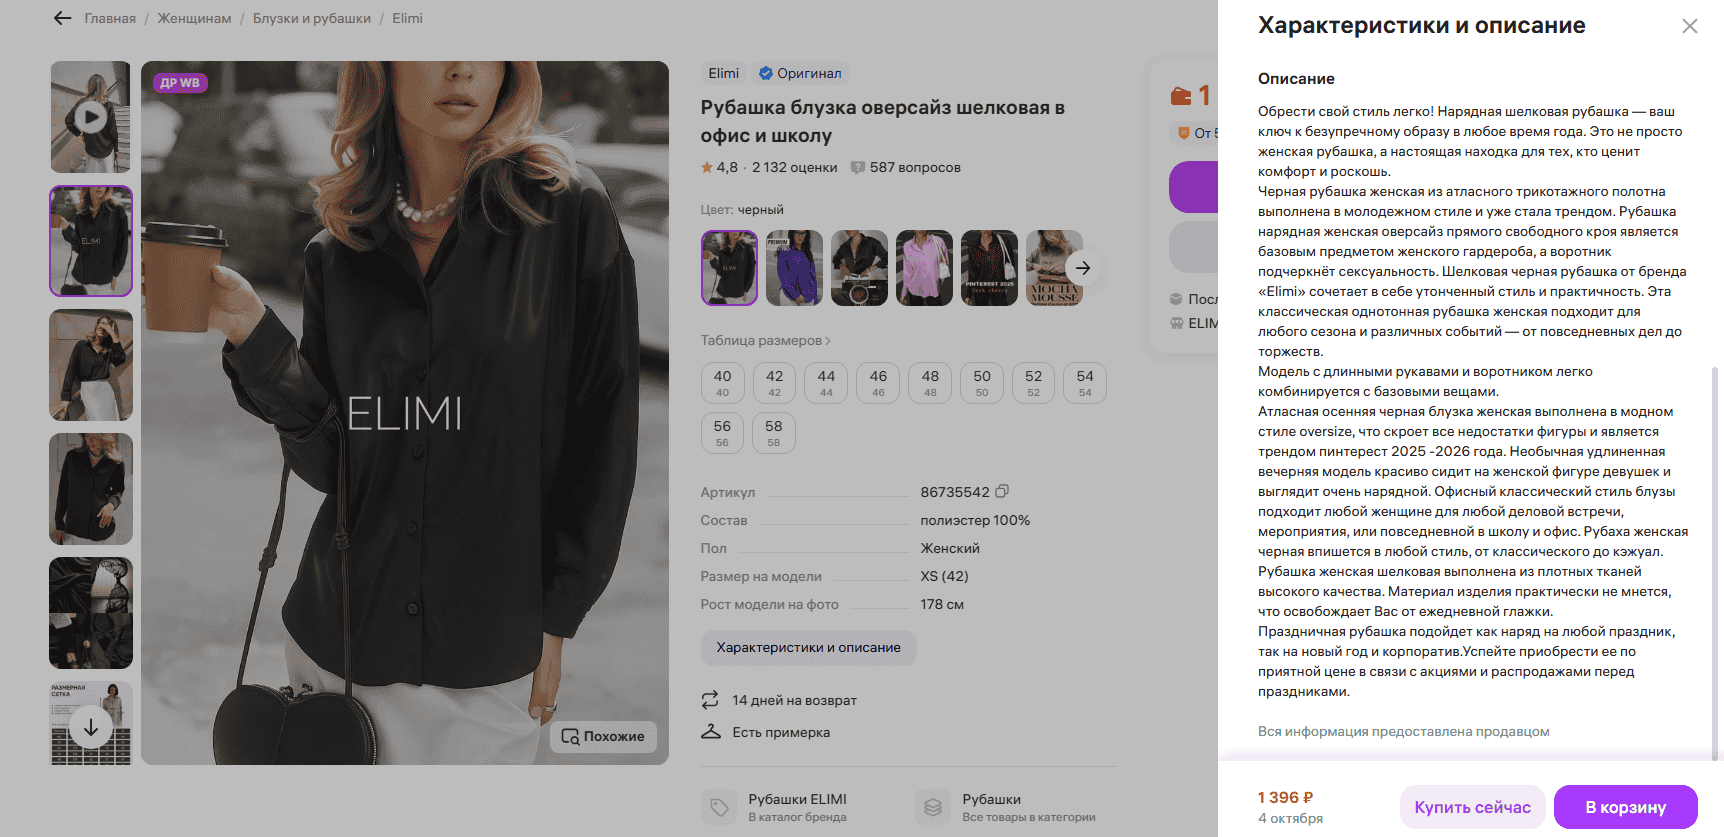 Главная / Женщинам / Блузки и рубашки / Elimi
ДР WB
ELIMI
ELIMI
Похожие
РАЗМЕРНАЯ
СЕТКА
Elimi
Оригинал
Рубашка блузка оверсайз шелковая в
офис и школу
4,8 · 2 132 оценки
587 вопросов
Цвет: черный
PREMIUM
ELIMI
PINTEREST 2025
Dark cherry
MOCHA
MOUSSE
Таблица размеров
40 42 44 46 48 50 52 54
40 42 44 46 48 50 52 54
56 58
56 58
Артикул 86735542
Состав полиэстер 100%
Пол Женский
Размер на модели XS (42)
Рост модели на фото 178 см
Характеристики и описание
14 дней на возврат
Есть примерка
Рубашки ELIMI
В каталог бренда
Рубашки
Все товары в категории
1
От 5
Посл
ELIM
Характеристики и описание
Описание
Обрести свой стиль легко! Нарядная шелковая рубашка — ваш
ключ к безупречному образу в любое время года. Это не просто
женская рубашка, а настоящая находка для тех, кто ценит
комфорт и роскошь.
Черная рубашка женская из атласного трикотажного полотна
выполнена в молодежном стиле и уже стала трендом. Рубашка
нарядная женская оверсайз прямого свободного кроя является
базовым предметом женского гардероба, а воротник
подчеркнёт сексуальность. Шелковая черная рубашка от бренда
«Elimi» сочетает в себе утонченный стиль и практичность. Эта
классическая однотонная рубашка женская подходит для
любого сезона и различных событий — от повседневных дел до
торжеств.
Модель с длинными рукавами и воротником легко
комбинируется с базовыми вещами.
Атласная осенняя черная блузка женская выполнена в модном
стиле oversize, что скроет все недостатки фигуры и является
трендом пинтерест 2025 -2026 года. Необычная удлиненная
вечерняя модель красиво сидит на женской фигуре девушек и
выглядит очень нарядной. Офисный классический стиль блузы
подходит любой женщине для любой деловой встречи,
мероприятия, или повседневной в школу и офис. Рубаха женская
черная впишется в любой стиль, от классического до кэжуал.
Рубашка женская шелковая выполнена из плотных тканей
высокого качества. Материал изделия практически не мнется,
что освобождает Вас от ежедневной глажки.
Праздничная рубашка подойдет как наряд на любой праздник,
так на новый год и корпоратив.Успейте приобрести ее по
приятной цене в связи с акциями и распродажами перед
праздниками.
Вся информация предоставлена продавцом
1 396 ₽
4 октября
Купить сейчас
В корзину